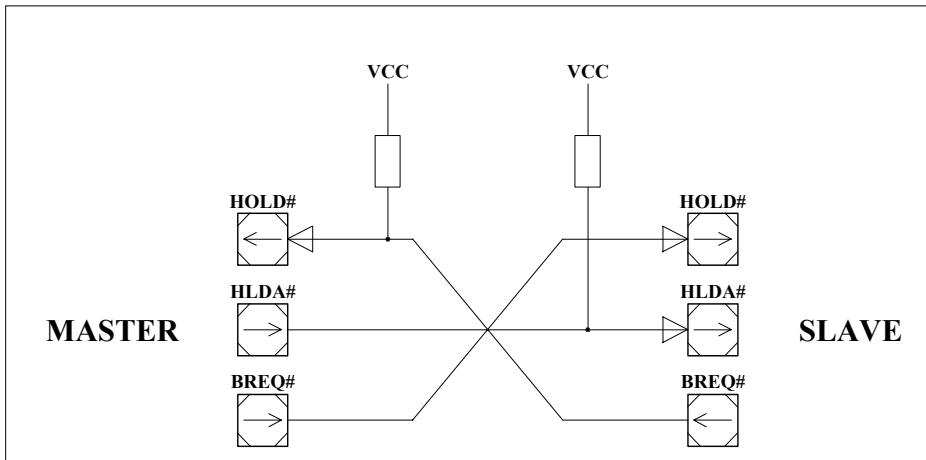 VCC VCC
HOLD# HOLD#
HLDA# HLDA#
MASTER SLAVE
BREQ# BREQ#